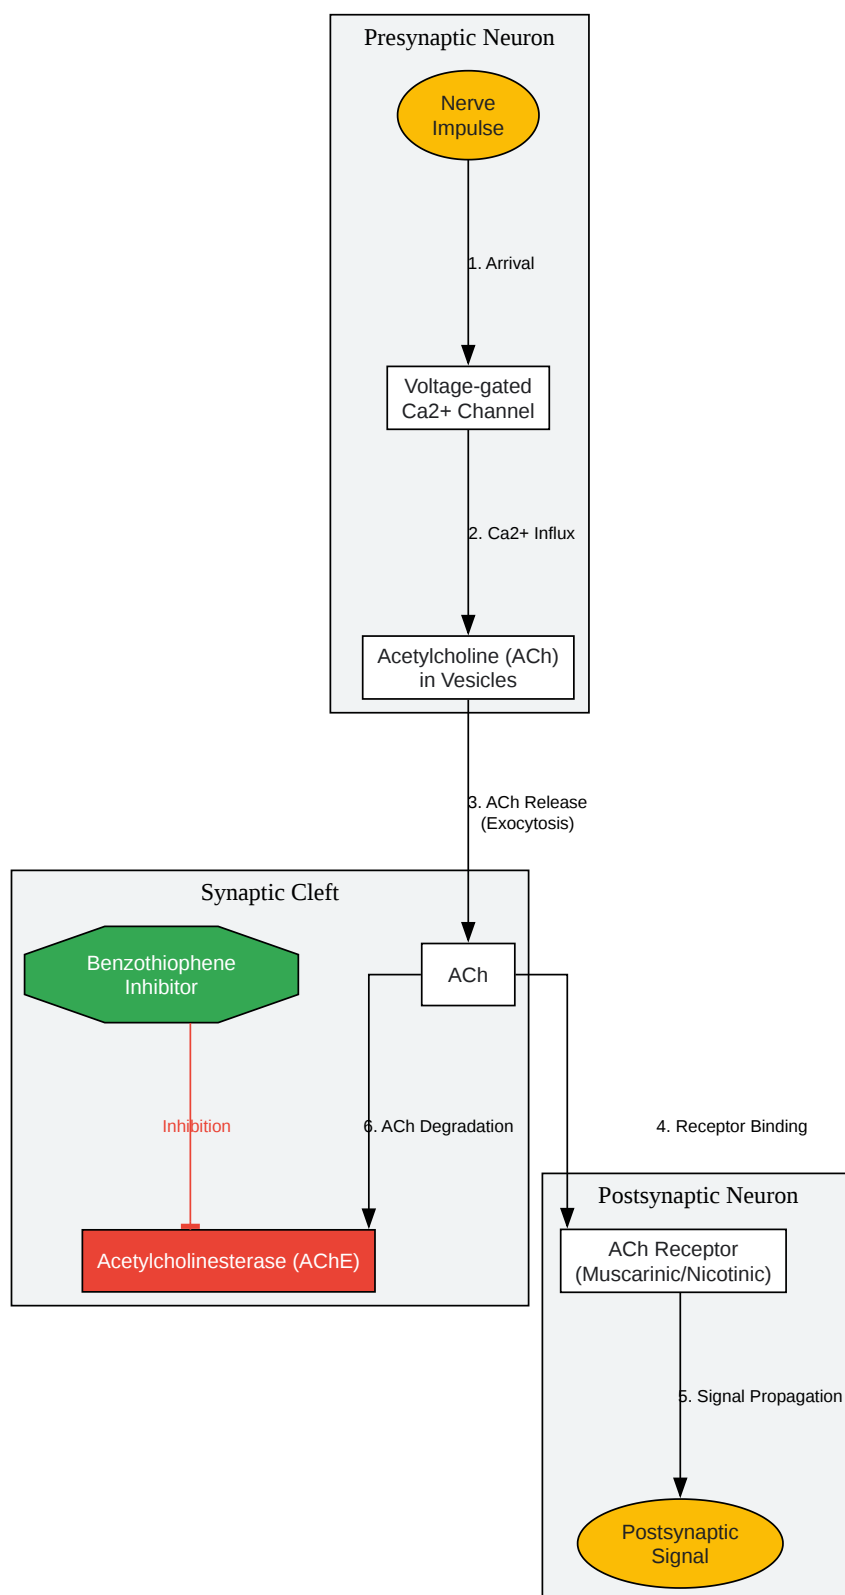 Presynaptic Neuron
Nerve
Impulse
1. Arrival
Voltage-gated
Ca2+ Channel
2. Ca2+ Influx
Acetylcholine (ACh)
in Vesicles
3. ACh Release
(Exocytosis)
Synaptic Cleft
Benzothiophene
Inhibitor
ACh
Inhibition
6. ACh Degradation
4. Receptor Binding
Acetylcholinesterase (AChE)
Postsynaptic Neuron
ACh Receptor
(Muscarinic/Nicotinic)
5. Signal Propagation
Postsynaptic
Signal